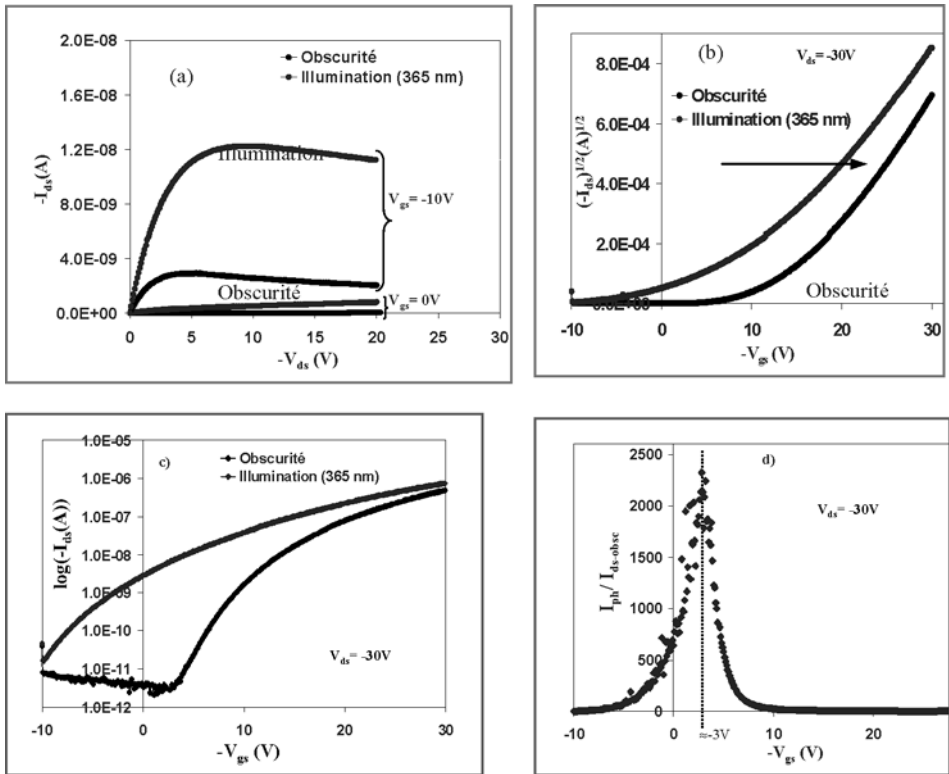 2.0E-08
1.6E-08
1.2E-08
8.0E-09
4.0E-09
0.0E+00
-Ids(A)
(a)
Obscurité
Illumination (365 nm)
Illumination
Vgs= -10V
Obscurité
Vgs= 0V
0 5 10 15 20 25 30
-Vds (V)
8.0E-04
6.0E-04
4.0E-04
2.0E-04
0.0E+00
(-Ids)1/2(A)1/2
(b)
Vds= -30V
Obscurité
Illumination (365 nm)
Obscurité
-10 0 10 20 30
-Vgs (V)
1.0E-05
1.0E-06
1.0E-07
1.0E-08
1.0E-09
1.0E-10
1.0E-11
1.0E-12
log(-Ids(A))
c)
Obscurité
Illumination (365 nm)
Vds= -30V
-10 0 10 20 30
-Vgs (V)
2500
2000
1500
1000
500
0
Iph/ Ids-obsc
d)
Vds= -30V
-10 0 10 20
≈-3V
-Vgs (V)